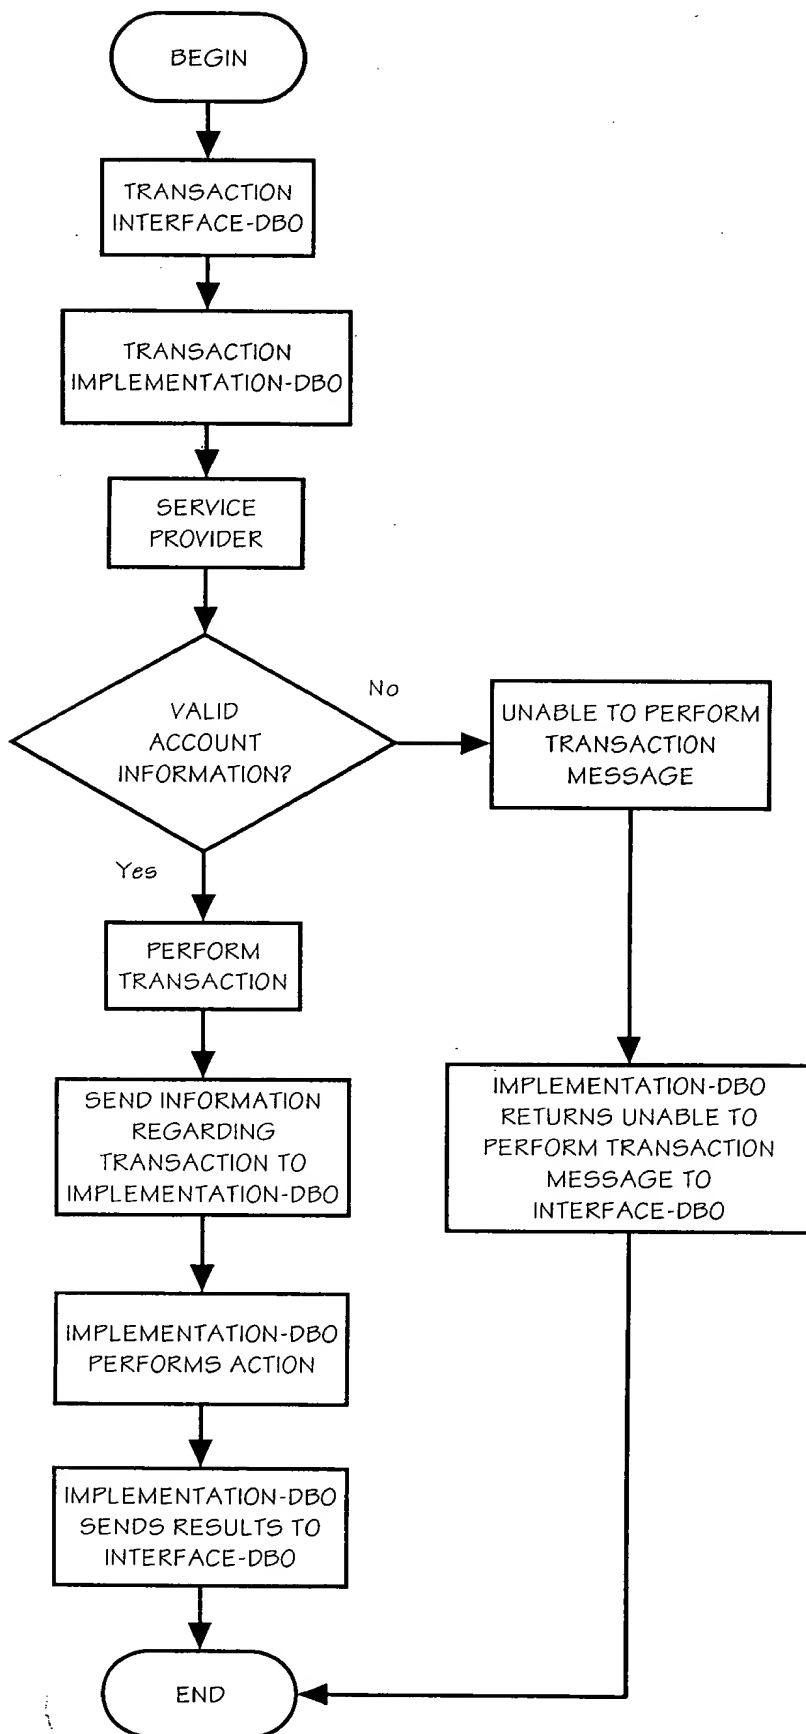 BEGIN
TRANSACTION
INTERFACE-DBO
TRANSACTION
IMPLEMENTATION-DBO
SERVICE
PROVIDER
VALID
ACCOUNT
INFORMATION?
No
UNABLE TO PERFORM
TRANSACTION
MESSAGE
Yes
PERFORM
TRANSACTION
SEND INFORMATION
REGARDING
TRANSACTION TO
IMPLEMENTATION-DBO
IMPLEMENTATION-DBO
RETURNS UNABLE TO
PERFORM TRANSACTION
MESSAGE TO
INTERFACE-DBO
IMPLEMENTATION-DBO
PERFORMS ACTION
IMPLEMENTATION-DBO
SENDS RESULTS TO
INTERFACE-DBO
END